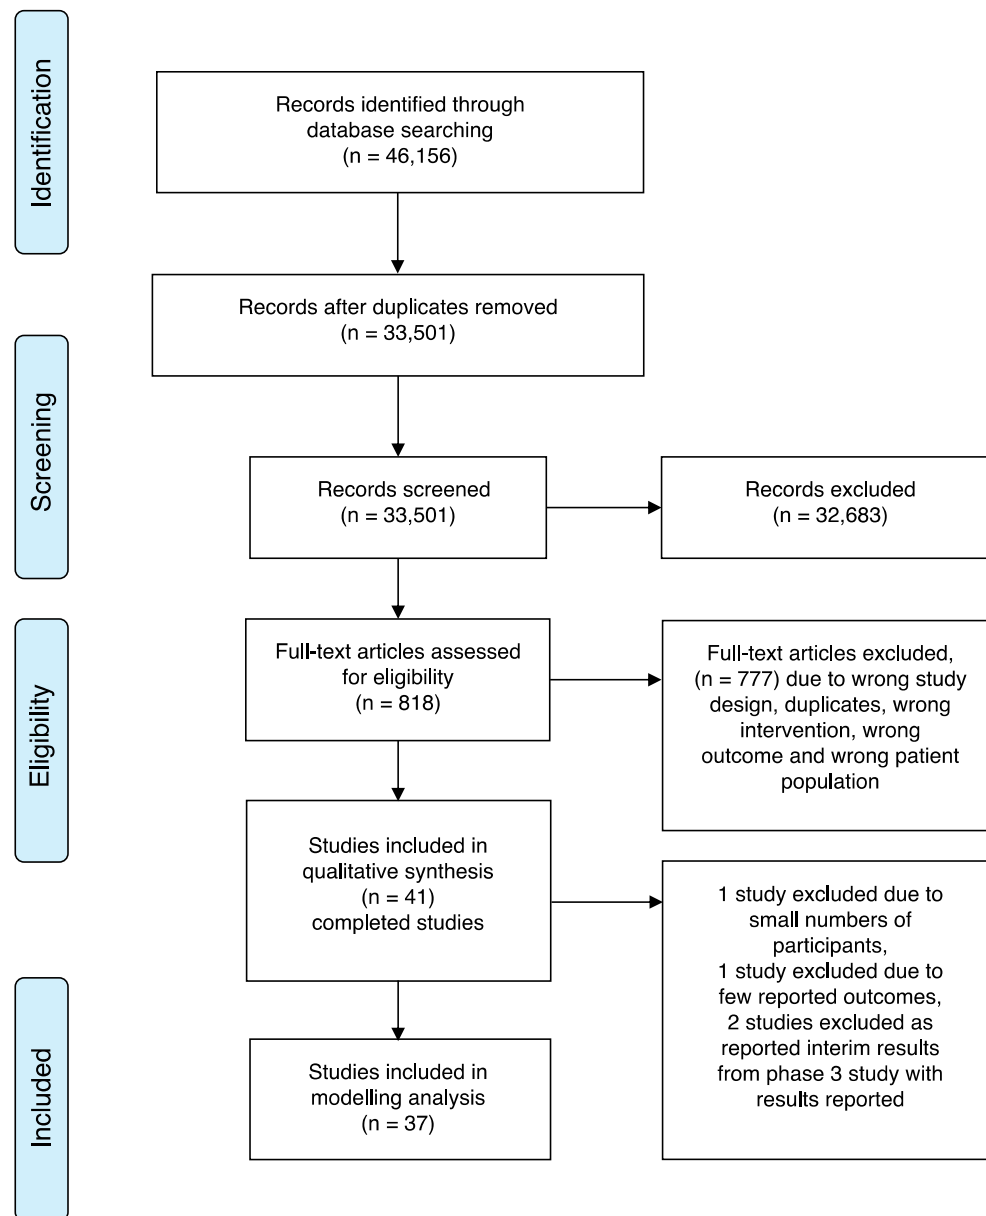 Identification
Records identified through
database searching
(n = 46,156)
Records after duplicates removed
(n = 33,501)
Screening
Records screened
(n = 33,501)
Records excluded
(n = 32,683)
Eligibility
Full-text articles assessed
for eligibility
(n = 818)
Full-text articles excluded,
(n = 777) due to wrong study
design, duplicates, wrong
intervention, wrong
outcome and wrong patient
population
Studies included in
qualitative synthesis
(n = 41)
completed studies
1 study excluded due to
small numbers of
participants,
1 study excluded due to
few reported outcomes,
2 studies excluded as
reported interim results
from phase 3 study with
results reported
Included
Studies included in
modelling analysis
(n = 37)